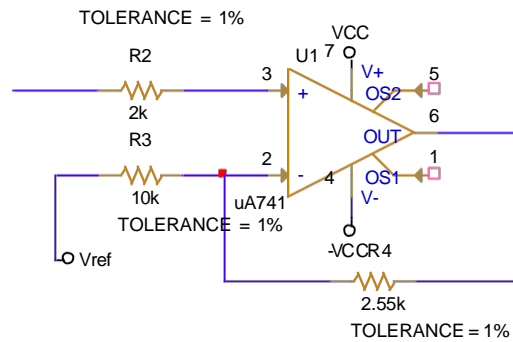 TOLERANCE = 1%
VCC
R2
U1
7
V+
3
5
+
OS2
2k
6
R3
OUT
2
1
-
4
OS1
10k
uA741
V-
TOLERANCE = 1%
-VCC
R4
Vref
2.55k
TOLERANCE = 1%